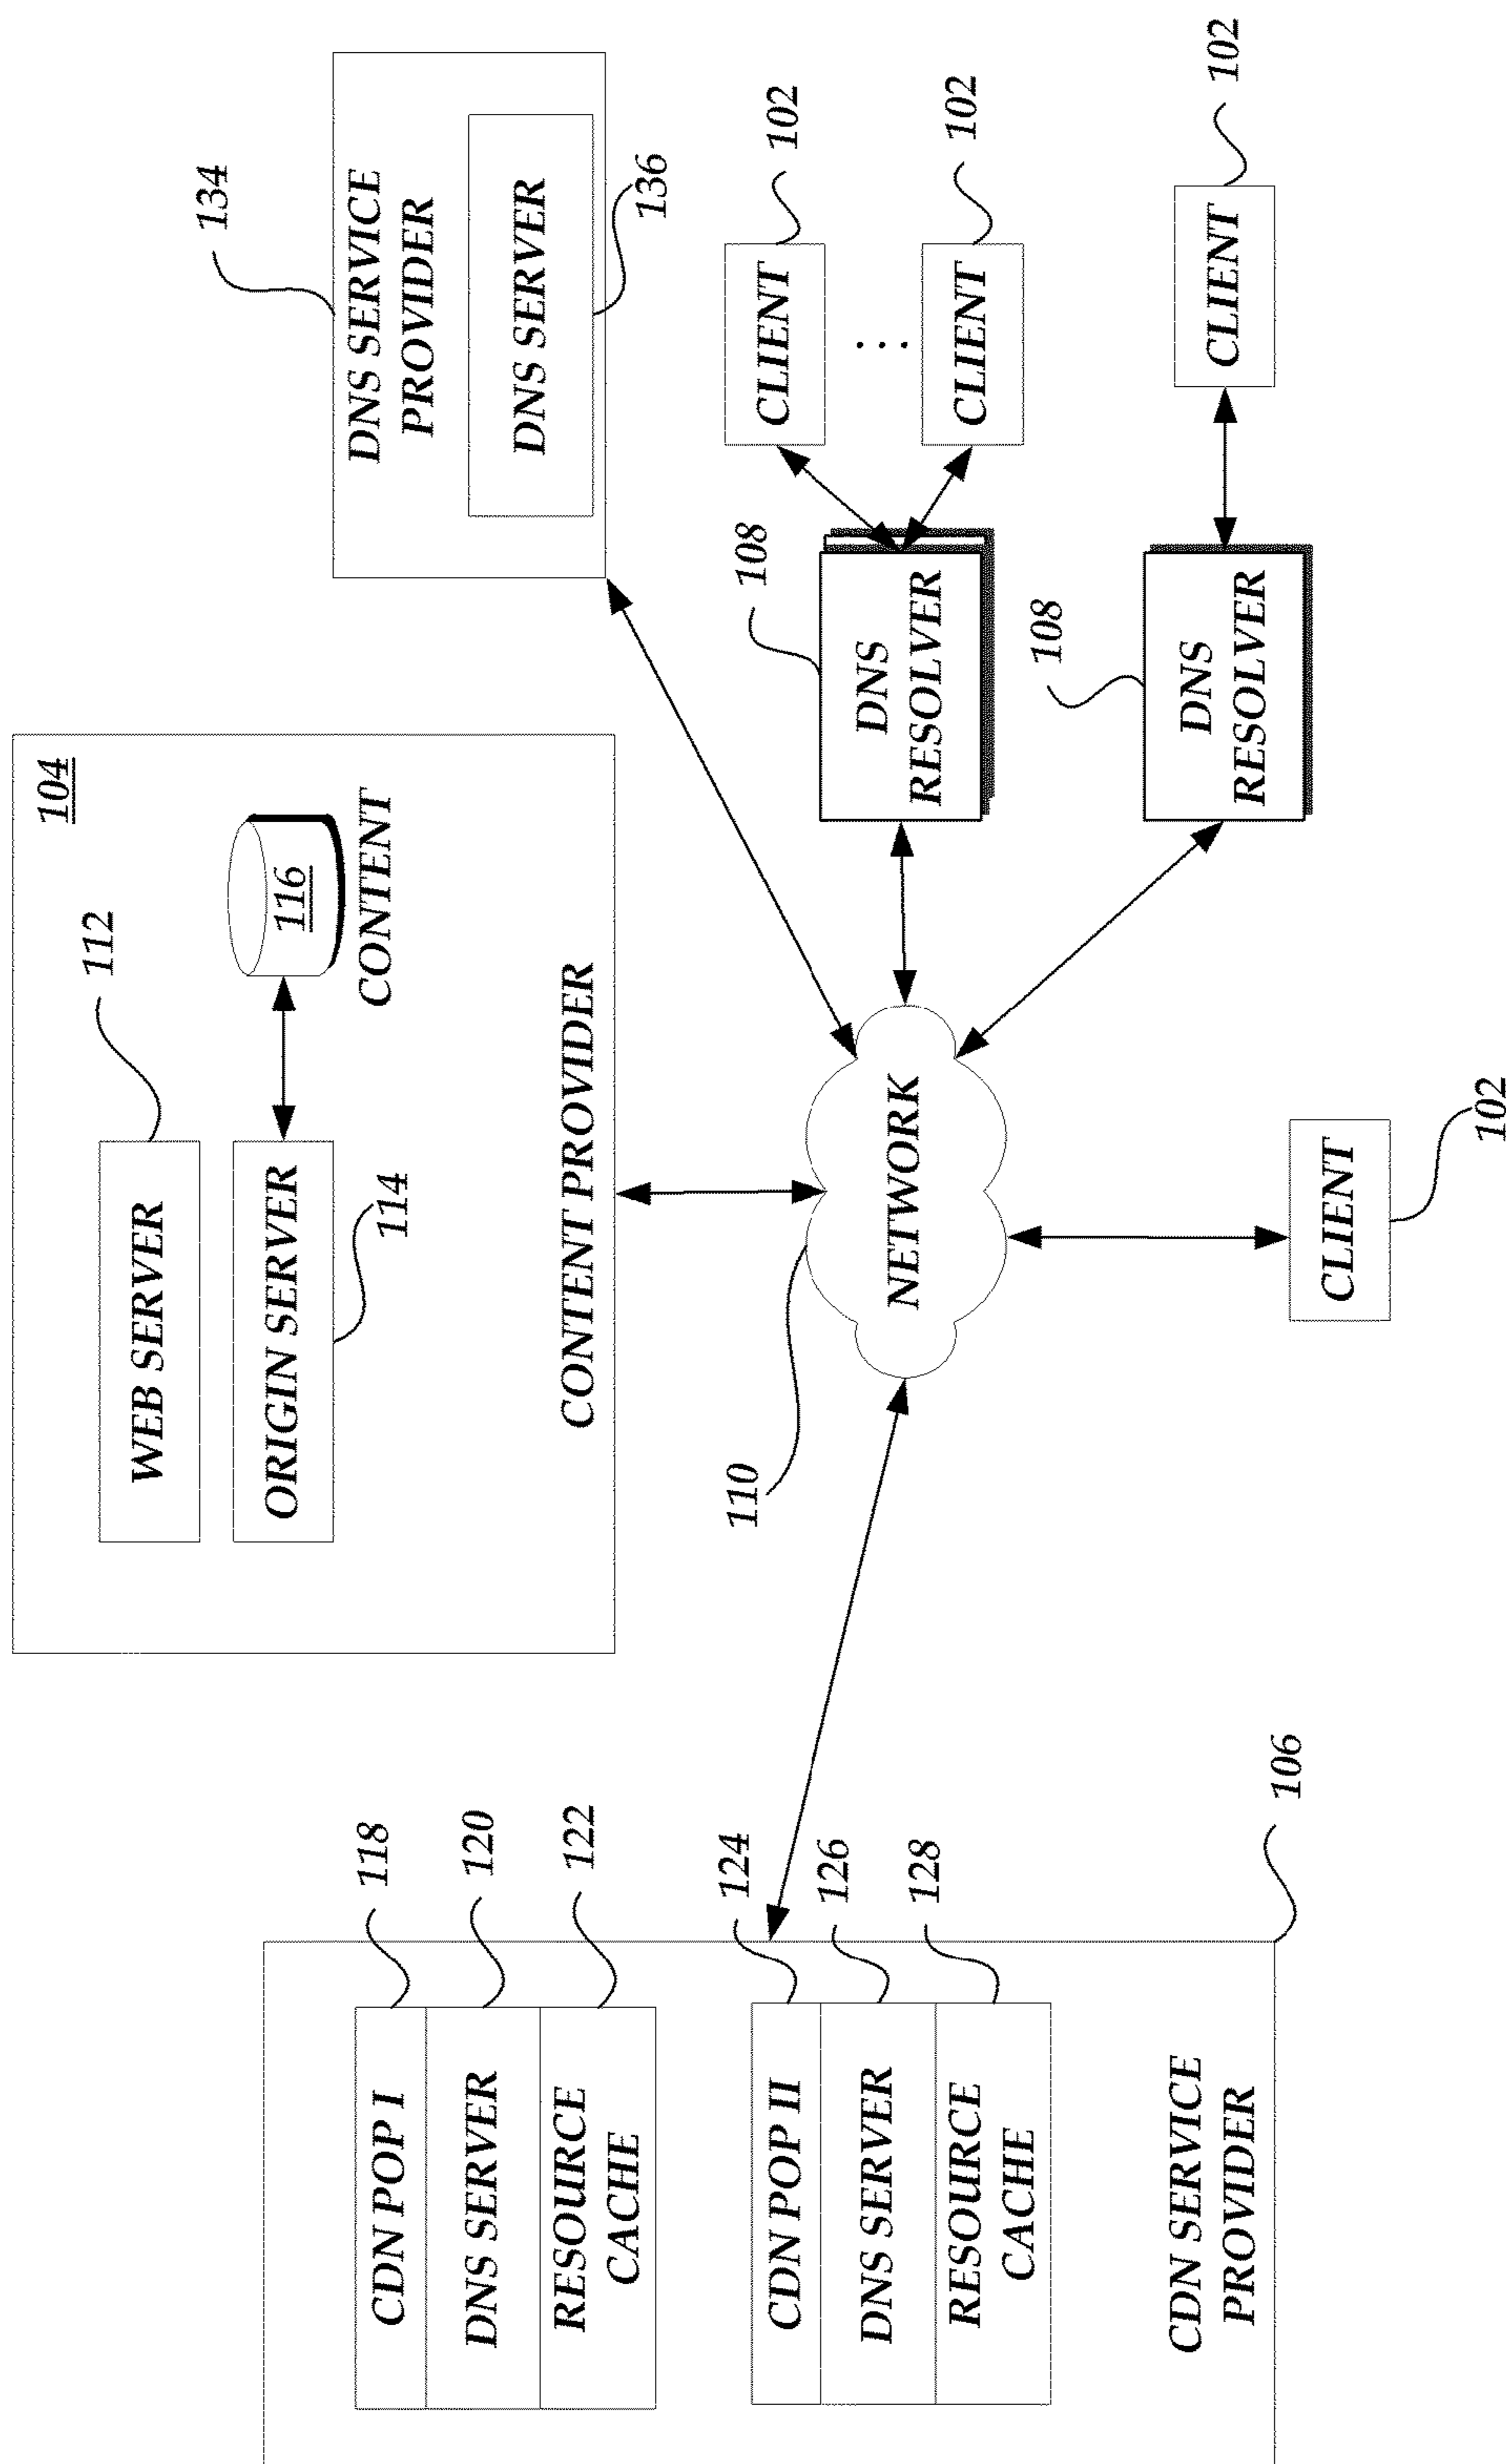 104
WEB SERVER
112
ORIGIN SERVER
114
116
CONTENT
CONTENT PROVIDER
134
DNS SERVICE
PROVIDER
DNS SERVER
136
118
CDN POP I
120
DNS SERVER
122
RESOURCE
CACHE
124
CDN POP II
126
DNS SERVER
128
RESOURCE
CACHE
CDN SERVICE
PROVIDER
106
110
NETWORK
108
DNS
RESOLVER
CLIENT
102
...
CLIENT
102
108
DNS
RESOLVER
CLIENT
102
CLIENT
102